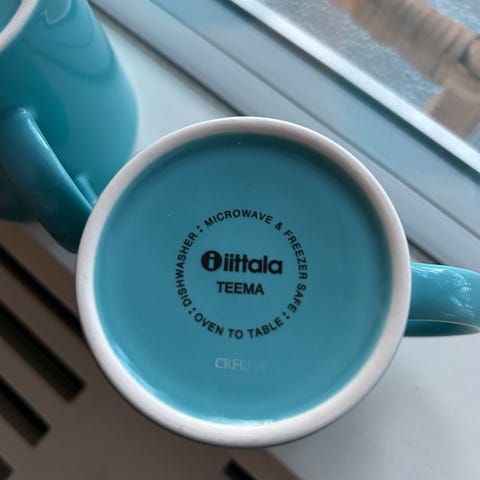 DISHWASHER : MICROWAVE & FREEZER SAFE :
iittala
TEEMA
: OVEN TO TABLE :